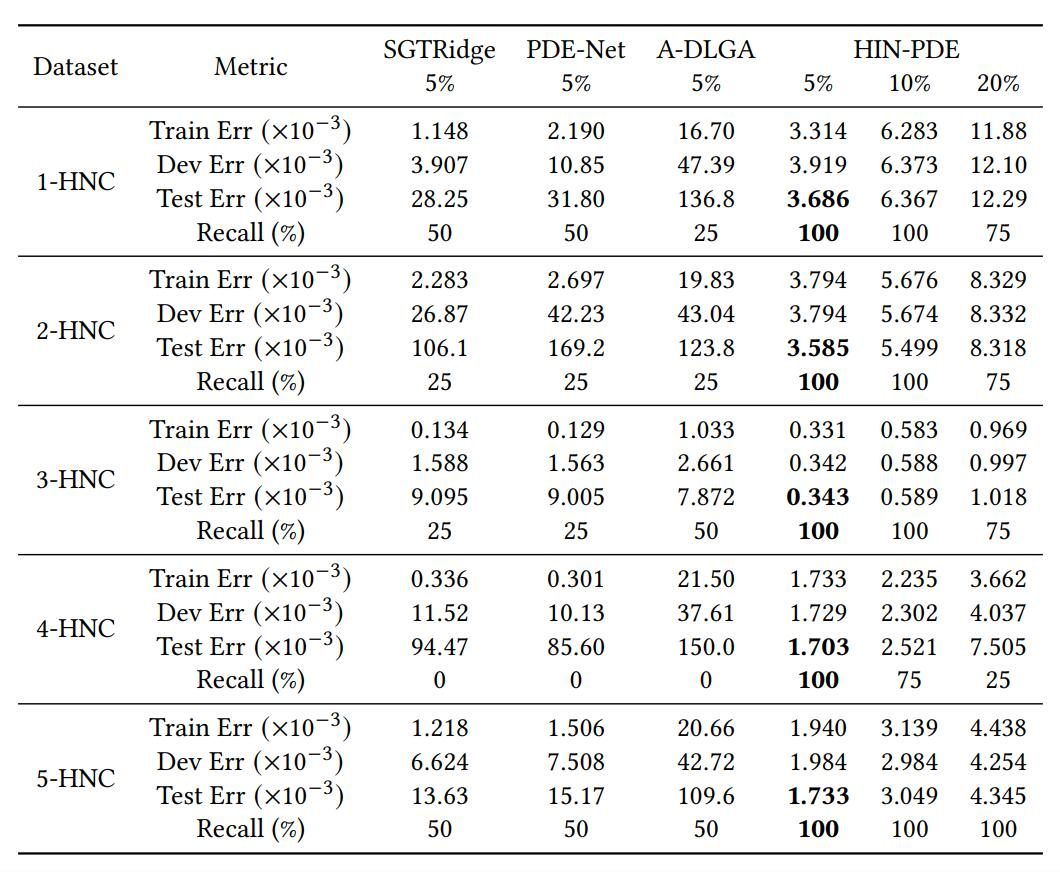 Dataset Metric SGTRidge PDE-Net A-DLGA HIN-PDE
5% 5% 5% 5% 10% 20%
1-HNC
Train Err (×10⁻³) 1.148 2.190 16.70 3.314 6.283 11.88
Dev Err (×10⁻³) 3.907 10.85 47.39 3.919 6.373 12.10
Test Err (×10⁻³) 28.25 31.80 136.8 3.686 6.367 12.29
Recall (%) 50 50 25 100 100 75
2-HNC
Train Err (×10⁻³) 2.283 2.697 19.83 3.794 5.676 8.329
Dev Err (×10⁻³) 26.87 42.23 43.04 3.794 5.674 8.332
Test Err (×10⁻³) 106.1 169.2 123.8 3.585 5.499 8.318
Recall (%) 25 25 25 100 100 75
3-HNC
Train Err (×10⁻³) 0.134 0.129 1.033 0.331 0.583 0.969
Dev Err (×10⁻³) 1.588 1.563 2.661 0.342 0.588 0.997
Test Err (×10⁻³) 9.095 9.005 7.872 0.343 0.589 1.018
Recall (%) 25 25 50 100 100 75
4-HNC
Train Err (×10⁻³) 0.336 0.301 21.50 1.733 2.235 3.662
Dev Err (×10⁻³) 11.52 10.13 37.61 1.729 2.302 4.037
Test Err (×10⁻³) 94.47 85.60 150.0 1.703 2.521 7.505
Recall (%) 0 0 0 100 75 25
5-HNC
Train Err (×10⁻³) 1.218 1.506 20.66 1.940 3.139 4.438
Dev Err (×10⁻³) 6.624 7.508 42.72 1.984 2.984 4.254
Test Err (×10⁻³) 13.63 15.17 109.6 1.733 3.049 4.345
Recall (%) 50 50 50 100 100 100